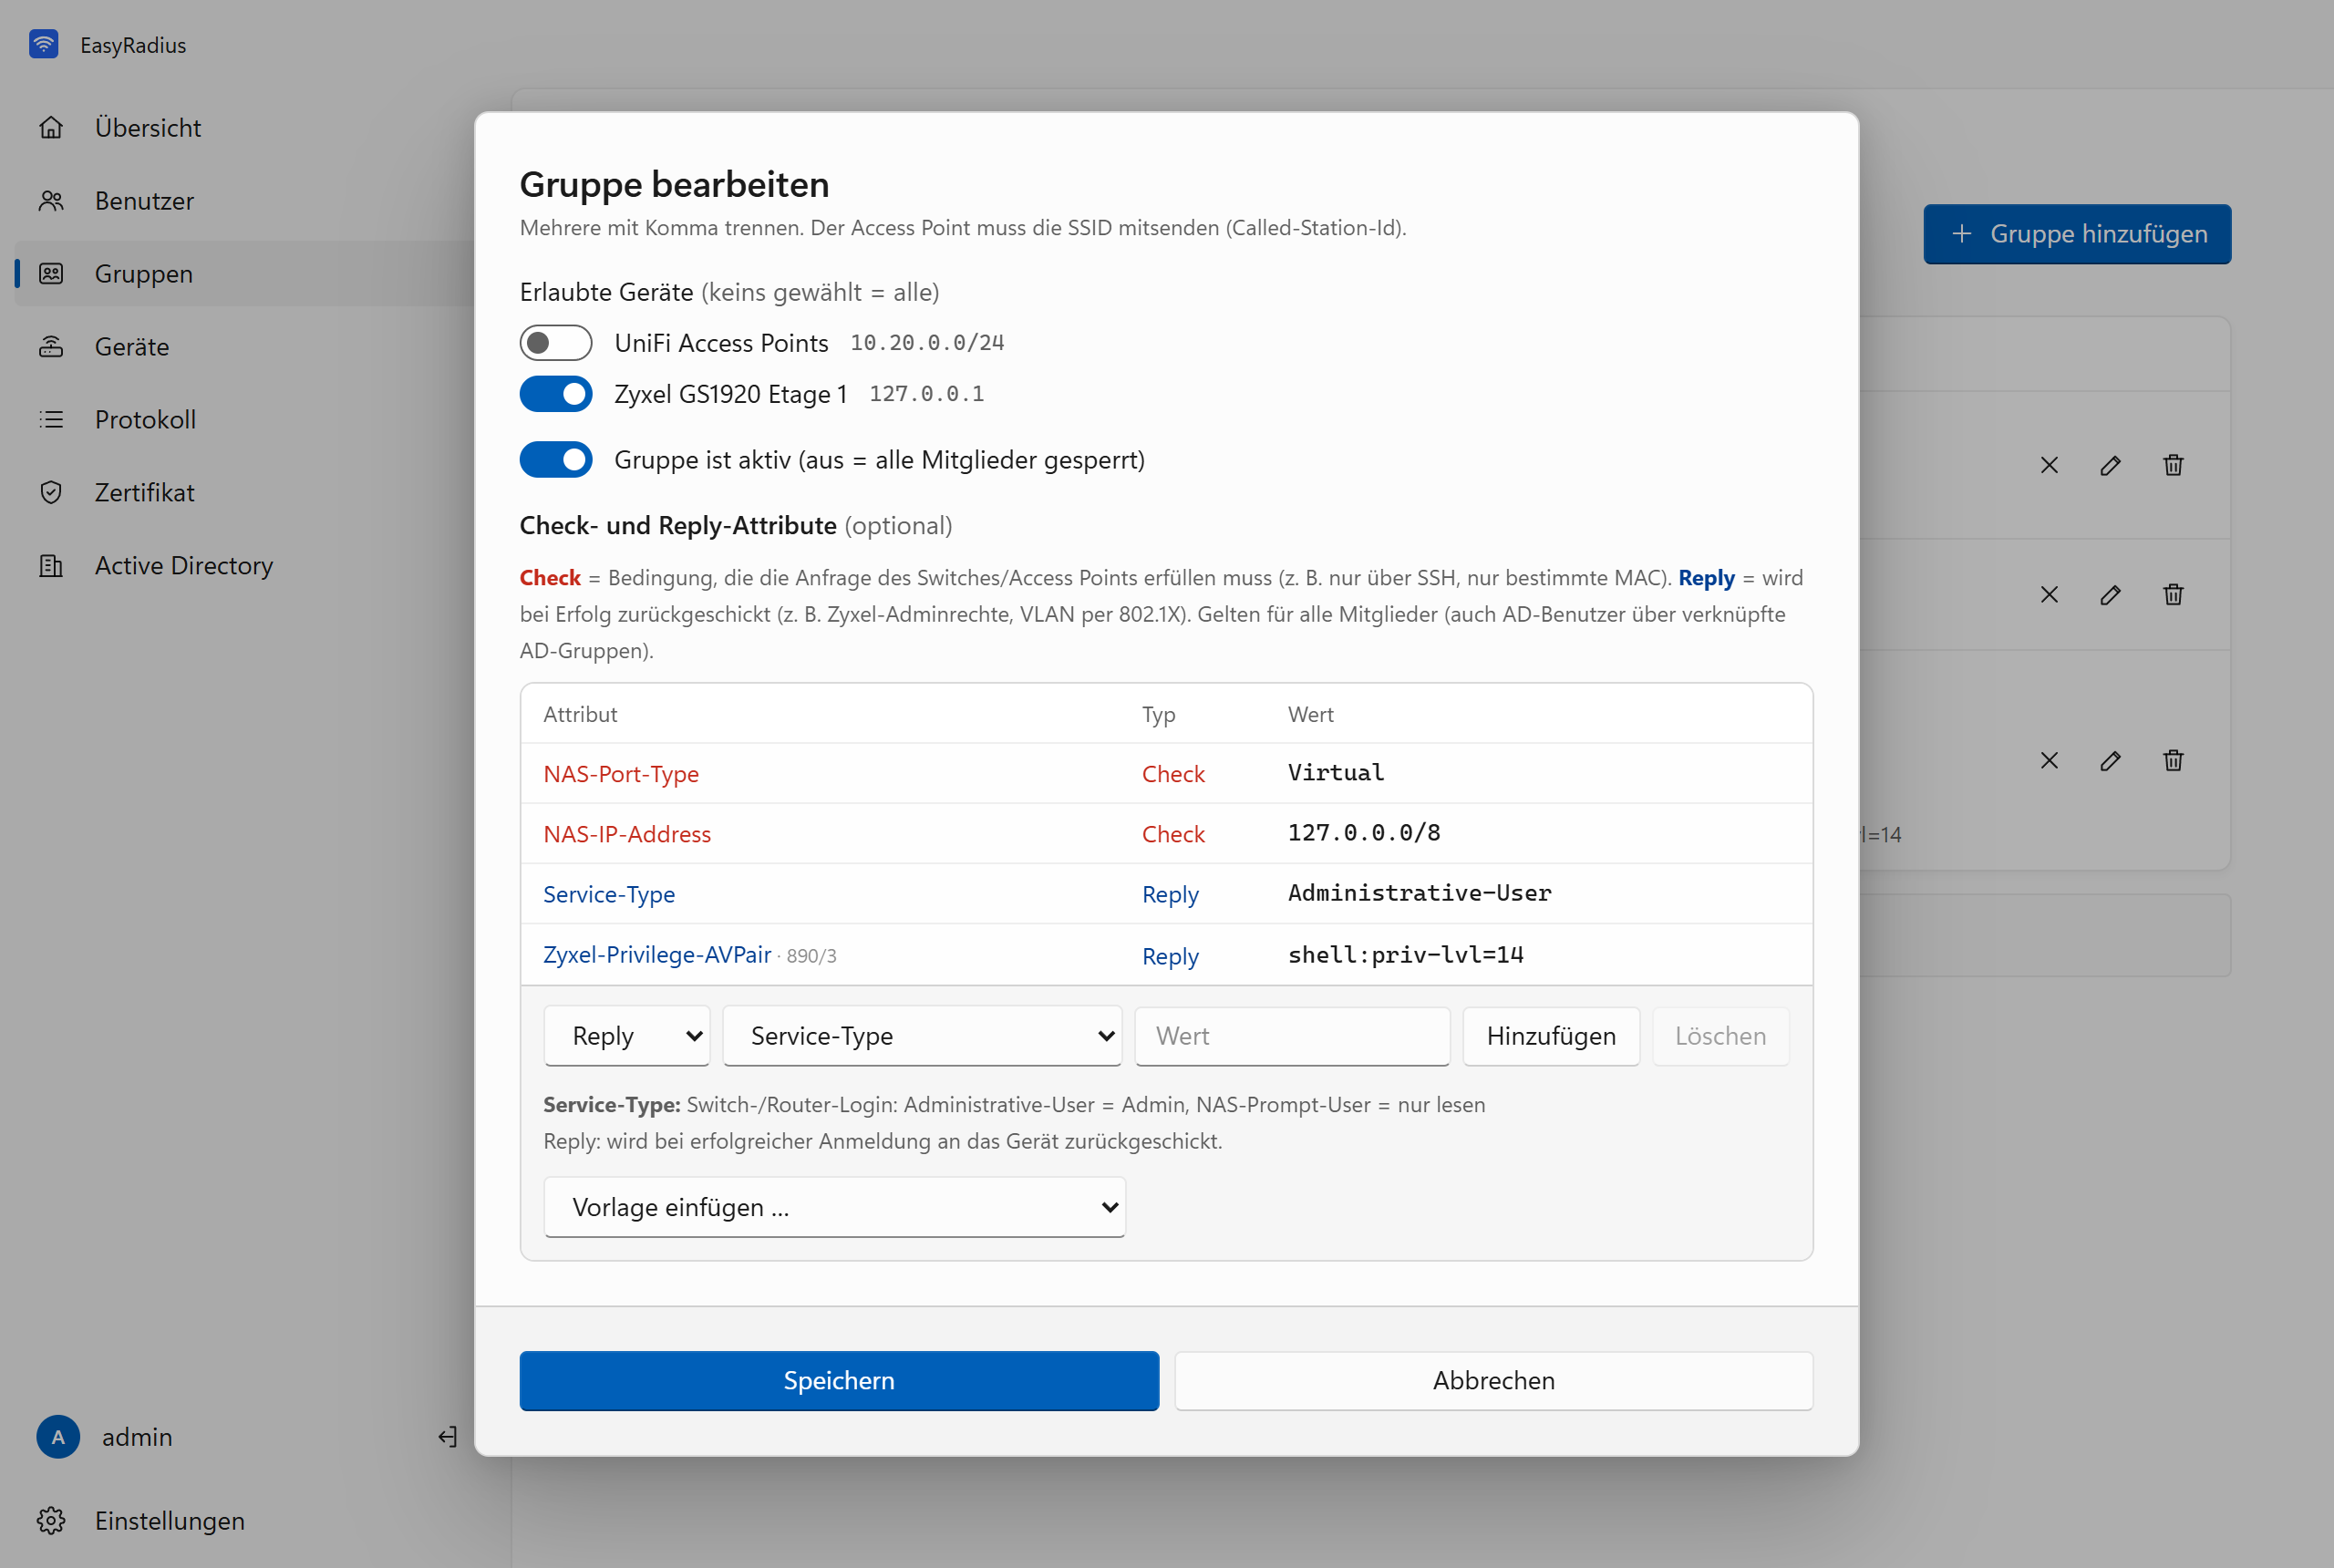 EasyRadius
Übersicht
Benutzer
Gruppen
Geräte
Protokoll
Zertifikat
Active Directory
A admin
Einstellungen
Gruppe hinzufügen
Gruppe bearbeiten
Mehrere mit Komma trennen. Der Access Point muss die SSID mitsenden (Called-Station-Id).
Erlaubte Geräte (keins gewählt = alle)
UniFi Access Points 10.20.0.0/24
Zyxel GS1920 Etage 1 127.0.0.1
Gruppe ist aktiv (aus = alle Mitglieder gesperrt)
Check- und Reply-Attribute (optional)
Check = Bedingung, die die Anfrage des Switches/Access Points erfüllen muss (z. B. nur über SSH, nur bestimmte MAC). Reply = wird
bei Erfolg zurückgeschickt (z. B. Zyxel-Adminrechte, VLAN per 802.1X). Gelten für alle Mitglieder (auch AD-Benutzer über verknüpfte
AD-Gruppen).
Attribut Typ Wert
NAS-Port-Type Check Virtual
NAS-IP-Address Check 127.0.0.0/8
Service-Type Reply Administrative-User
Zyxel-Privilege-AVPair · 890/3 Reply shell:priv-lvl=14
Reply Service-Type Wert Hinzufügen Löschen
Service-Type: Switch-/Router-Login: Administrative-User = Admin, NAS-Prompt-User = nur lesen
Reply: wird bei erfolgreicher Anmeldung an das Gerät zurückgeschickt.
Vorlage einfügen ...
Speichern Abbrechen
l=14